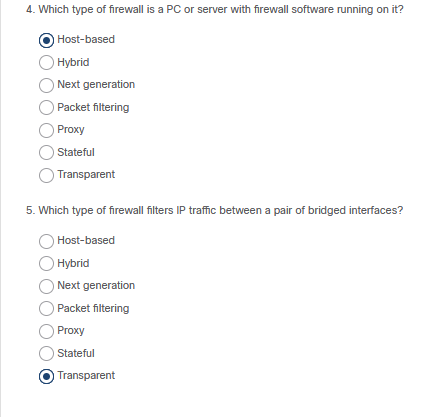 4. Which type of firewall is a PC or server with firewall software running on it?
Host-based
Hybrid
Next generation
Packet filtering
Proxy
Stateful
Transparent
5. Which type of firewall filters IP traffic between a pair of bridged interfaces?
Host-based
Hybrid
Next generation
Packet filtering
Proxy
Stateful
Transparent